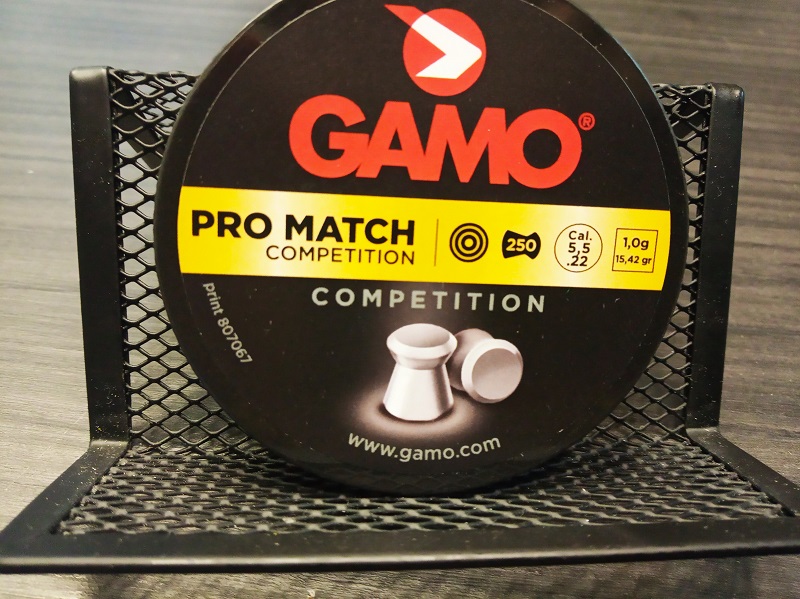 GAMO®
PRO MATCH
COMPETITION
250
Cal.
5,5
.22
1,0g
15,42 gr
COMPETITION
print 807067
www.gamo.com